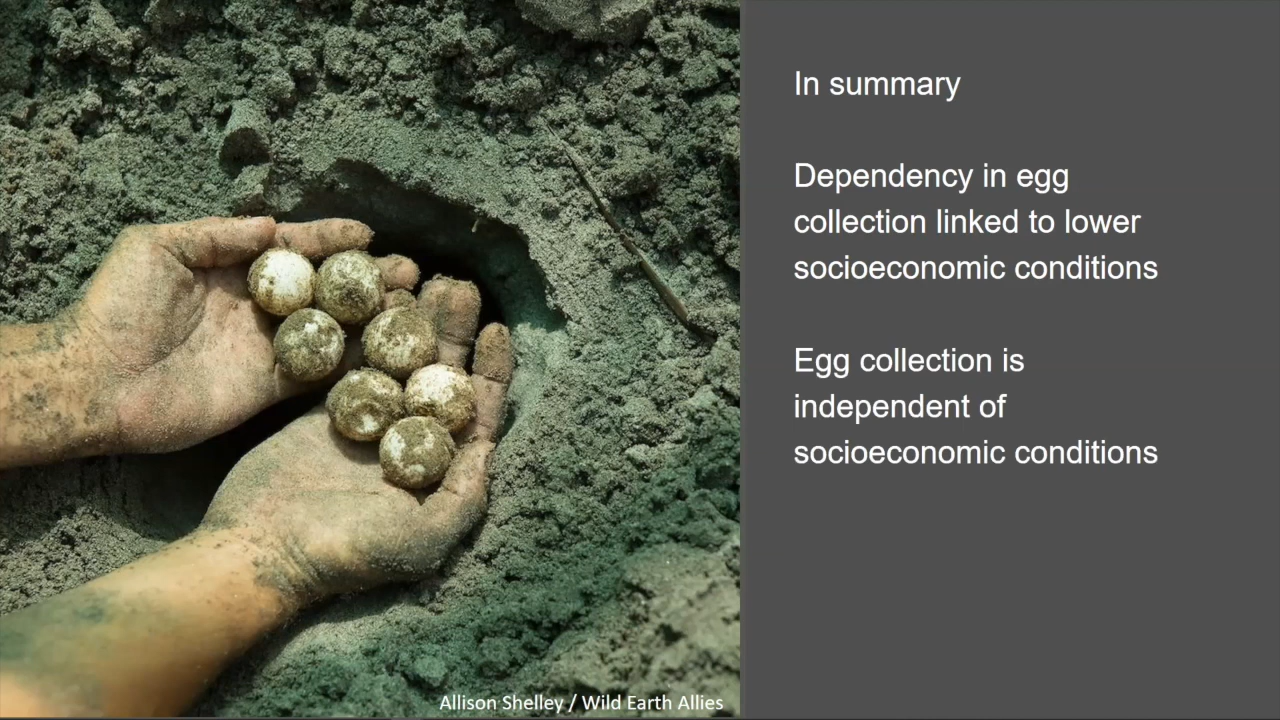 In summary
Dependency in egg
collection linked to lower
socioeconomic conditions
Egg collection is
independent of
socioeconomic conditions
Allison Shelley / Wild Earth Allies